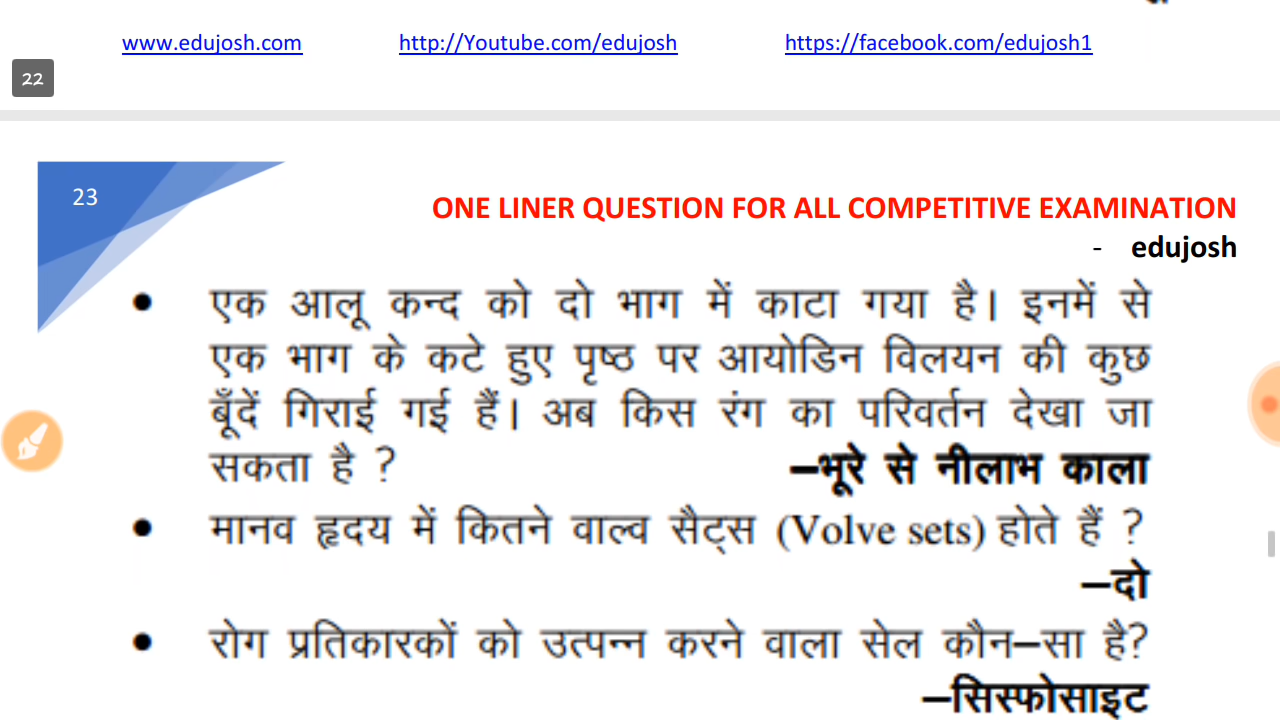 www.edujosh.com http://Youtube.com/edujosh https://facebook.com/edujosh1
22
23
ONE LINER QUESTION FOR ALL COMPETITIVE EXAMINATION
- edujosh
• एक आलू कन्द को दो भाग में काटा गया है। इनमें से
एक भाग के कटे हुए पृष्ठ पर आयोडिन विलयन की कुछ
बूँदें गिराई गई हैं। अब किस रंग का परिवर्तन देखा जा
सकता है ? –भूरे से नीलाभ काला
• मानव हृदय में कितने वाल्व सैट्स (Volve sets) होते हैं ?
–दो
• रोग प्रतिकारकों को उत्पन्न करने वाला सेल कौन–सा है?
–सिस्फोसाइट